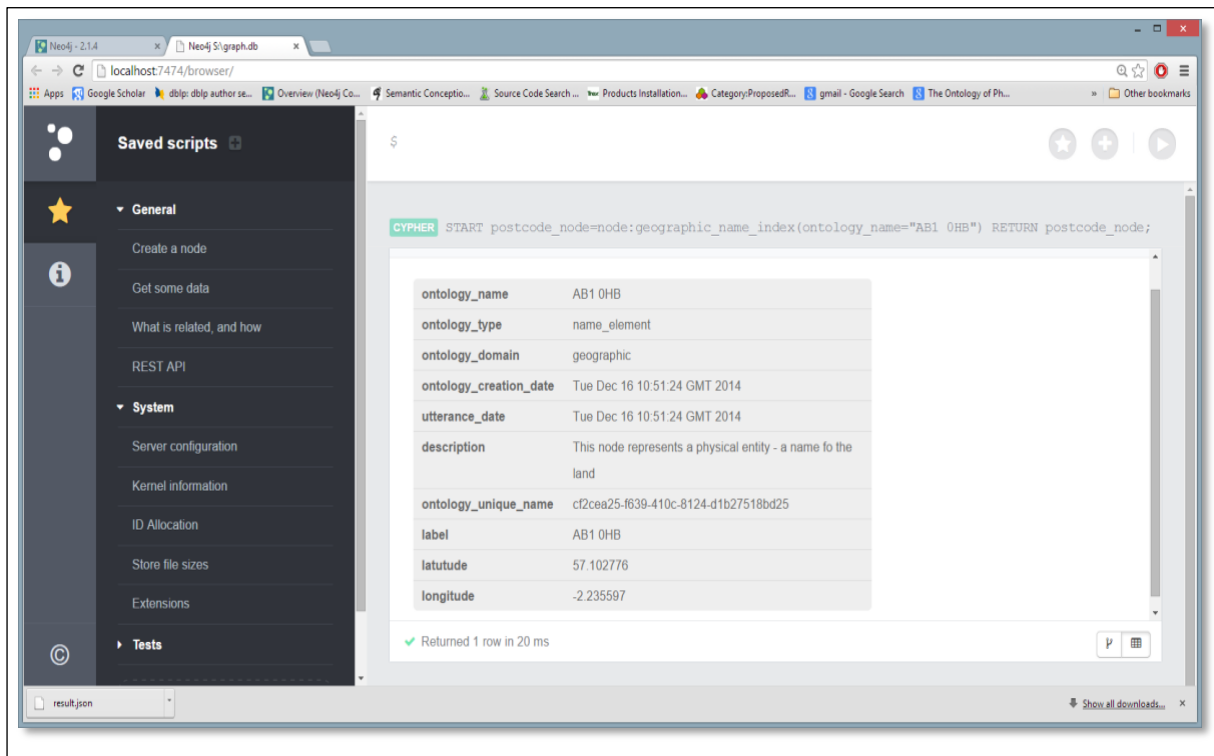 Neo4j - 2.1.4
Neo4j S:\graph.db
localhost:7474/browser/
Apps
Google Scholar
dblp: dblp author se...
Overview (Neo4j Co...
Semantic Conceptio...
Source Code Search ...
Products Installation...
Category:ProposedR...
gmail - Google Search
The Ontology of Ph...
»
Other bookmarks
Saved scripts
General
Create a node
Get some data
What is related, and how
REST API
System
Server configuration
Kernel information
ID Allocation
Store file sizes
Extensions
Tests
$
CYPHER START postcode_node=node:geographic_name_index(ontology_name="AB1 0HB") RETURN postcode_node;
ontology_name AB1 0HB
ontology_type name_element
ontology_domain geographic
ontology_creation_date Tue Dec 16 10:51:24 GMT 2014
utterance_date Tue Dec 16 10:51:24 GMT 2014
description This node represents a physical entity - a name fo the
land
ontology_unique_name cf2cea25-f639-410c-8124-d1b27518bd25
label AB1 0HB
latutude 57.102776
longitude -2.235597
Returned 1 row in 20 ms
©
result.json
Show all downloads...